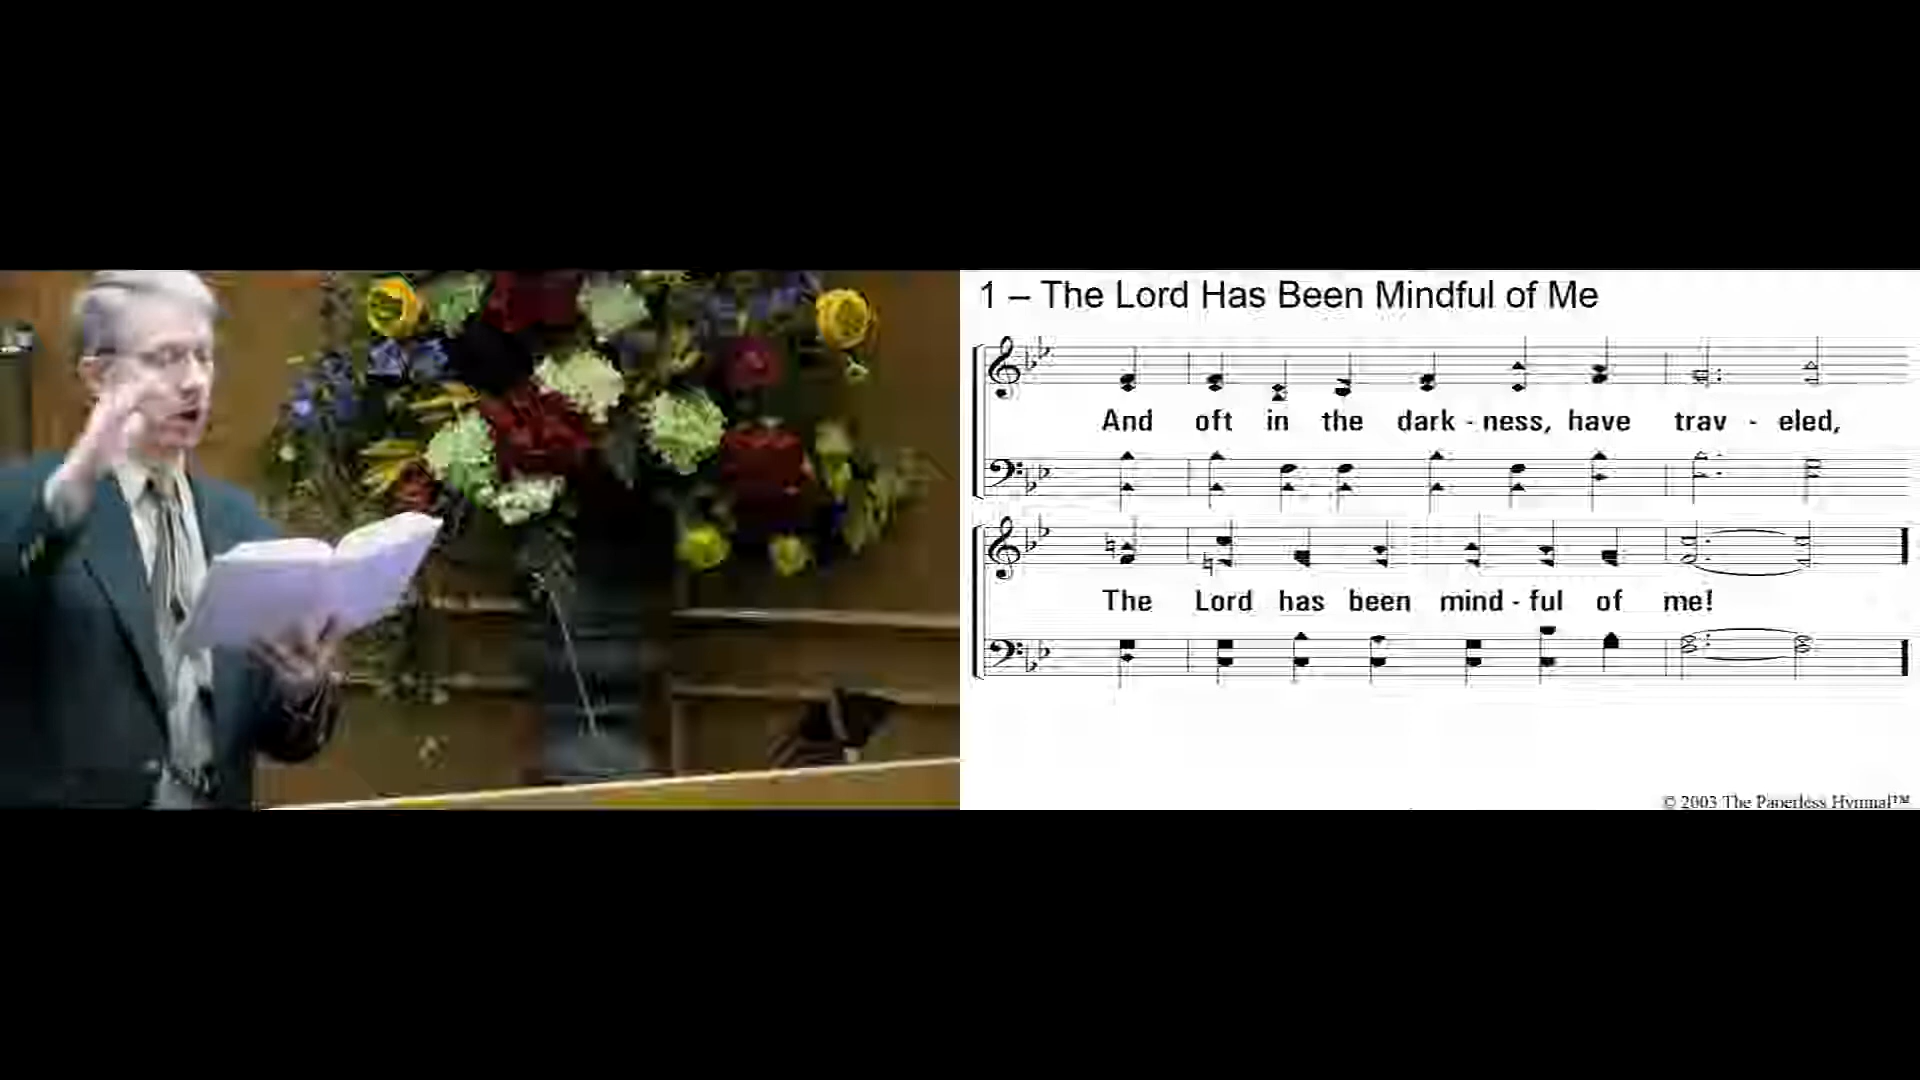 1 – The Lord Has Been Mindful of Me
And oft in the dark - ness, have trav - eled,
The Lord has been mind - ful of me!
© 2003 The Paperless Hymnal™